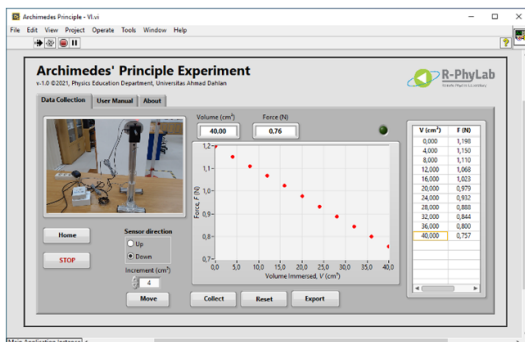 Archimedes Principle - VI.vi
File Edit View Project Operate Tools Window Help
Archimedes' Principle Experiment
v-1.0 ©2021, Physics Education Department, Universitas Ahmad Dahlan
R-PhyLab
Data Collection User Manual About
Volume (cm³) Force (N)
40.00 0.76
Force, F (N)
1,2
1,1
1,0
0,9
0,8
0,7
0,0 5,0 10,0 15,0 20,0 25,0 30,0 35,0 40,0
Volume Immersed, V (cm³)
V (cm³) F (N)
0,000 1,198
4,000 1,150
8,000 1,110
12,000 1,068
16,000 1,023
20,000 0,979
24,000 0,932
28,000 0,888
32,000 0,844
36,000 0,800
40,000 0,757
Home
STOP
Sensor direction
Up
Down
Increment (cm³)
4
Move
Collect Reset Export
Main Application Instance